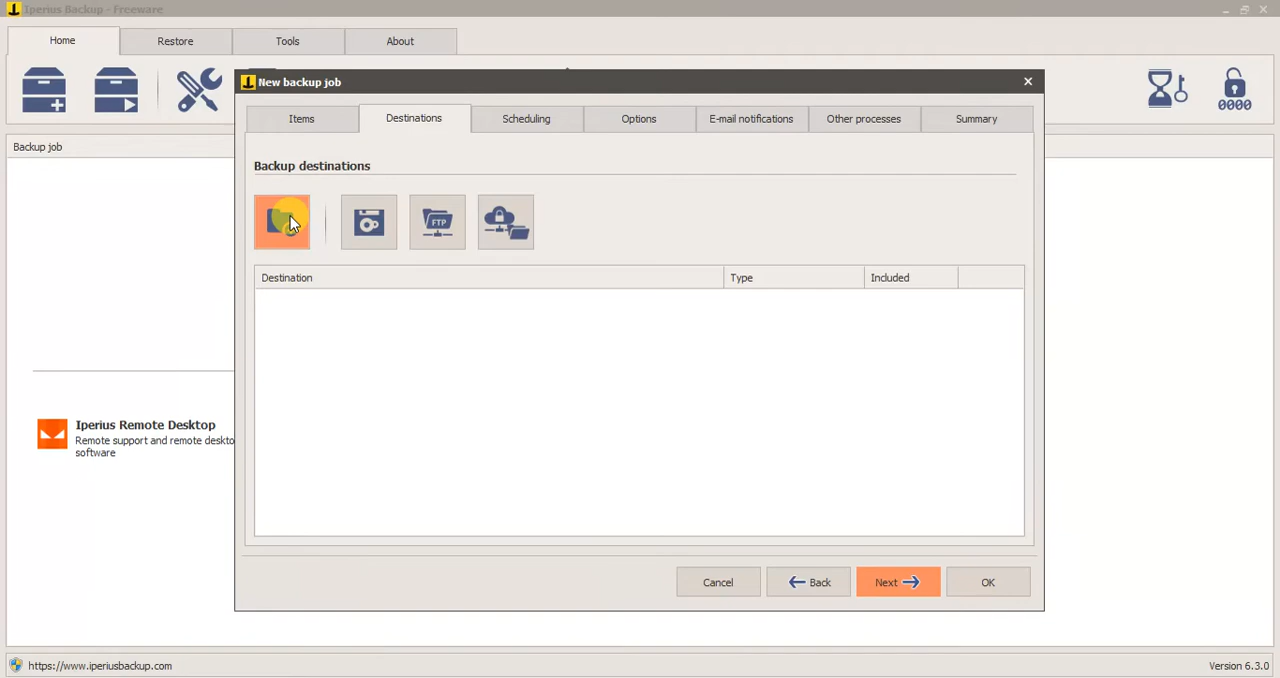 Iperius Backup - Freeware
Home
Restore
Tools
About
0000
Backup job
New backup job
Items
Destinations
Scheduling
Options
E-mail notifications
Other processes
Summary
Backup destinations
FTP
Destination
Type
Included
Iperius Remote Desktop
Remote support and remote deskto
software
Cancel
Back
Next
OK
https://www.iperiusbackup.com
Version 6.3.0